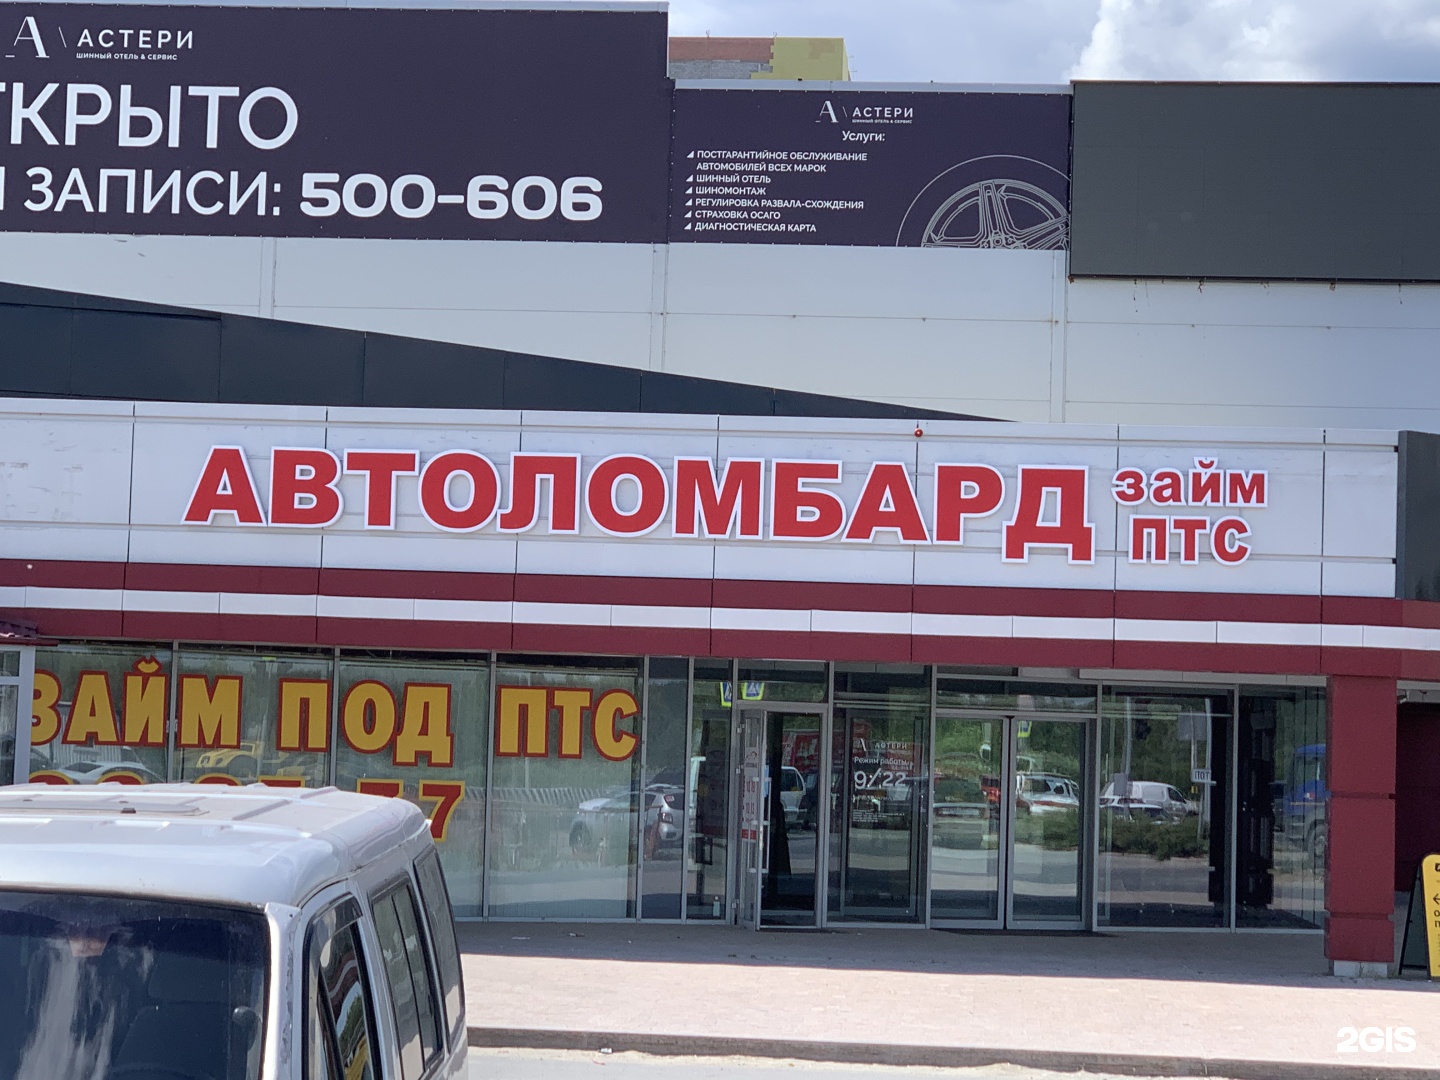 А \ АСТЕРИ
ШИННЫЙ ОТЕЛЬ & СЕРВИС
ТКРЫТО
ЗАПИСИ: 500-606
А \ АСТЕРИ
ШИННЫЙ ОТЕЛЬ & СЕРВИС
Услуги:
ПОСТГАРАНТИЙНОЕ ОБСЛУЖИВАНИЕ
АВТОМОБИЛЕЙ ВСЕХ МАРОК
ШИННЫЙ ОТЕЛЬ
ШИНОМОНТАЖ
РЕГУЛИРОВКА РАЗВАЛА-СХОЖДЕНИЯ
СТРАХОВКА ОСАГО
ДИАГНОСТИЧЕСКАЯ КАРТА
АВТОЛОМБАРД займ
ПТС
ЗАЙМ ПОД ПТС
А \ АСТЕРИ
Режим работы
9/22
2GIS